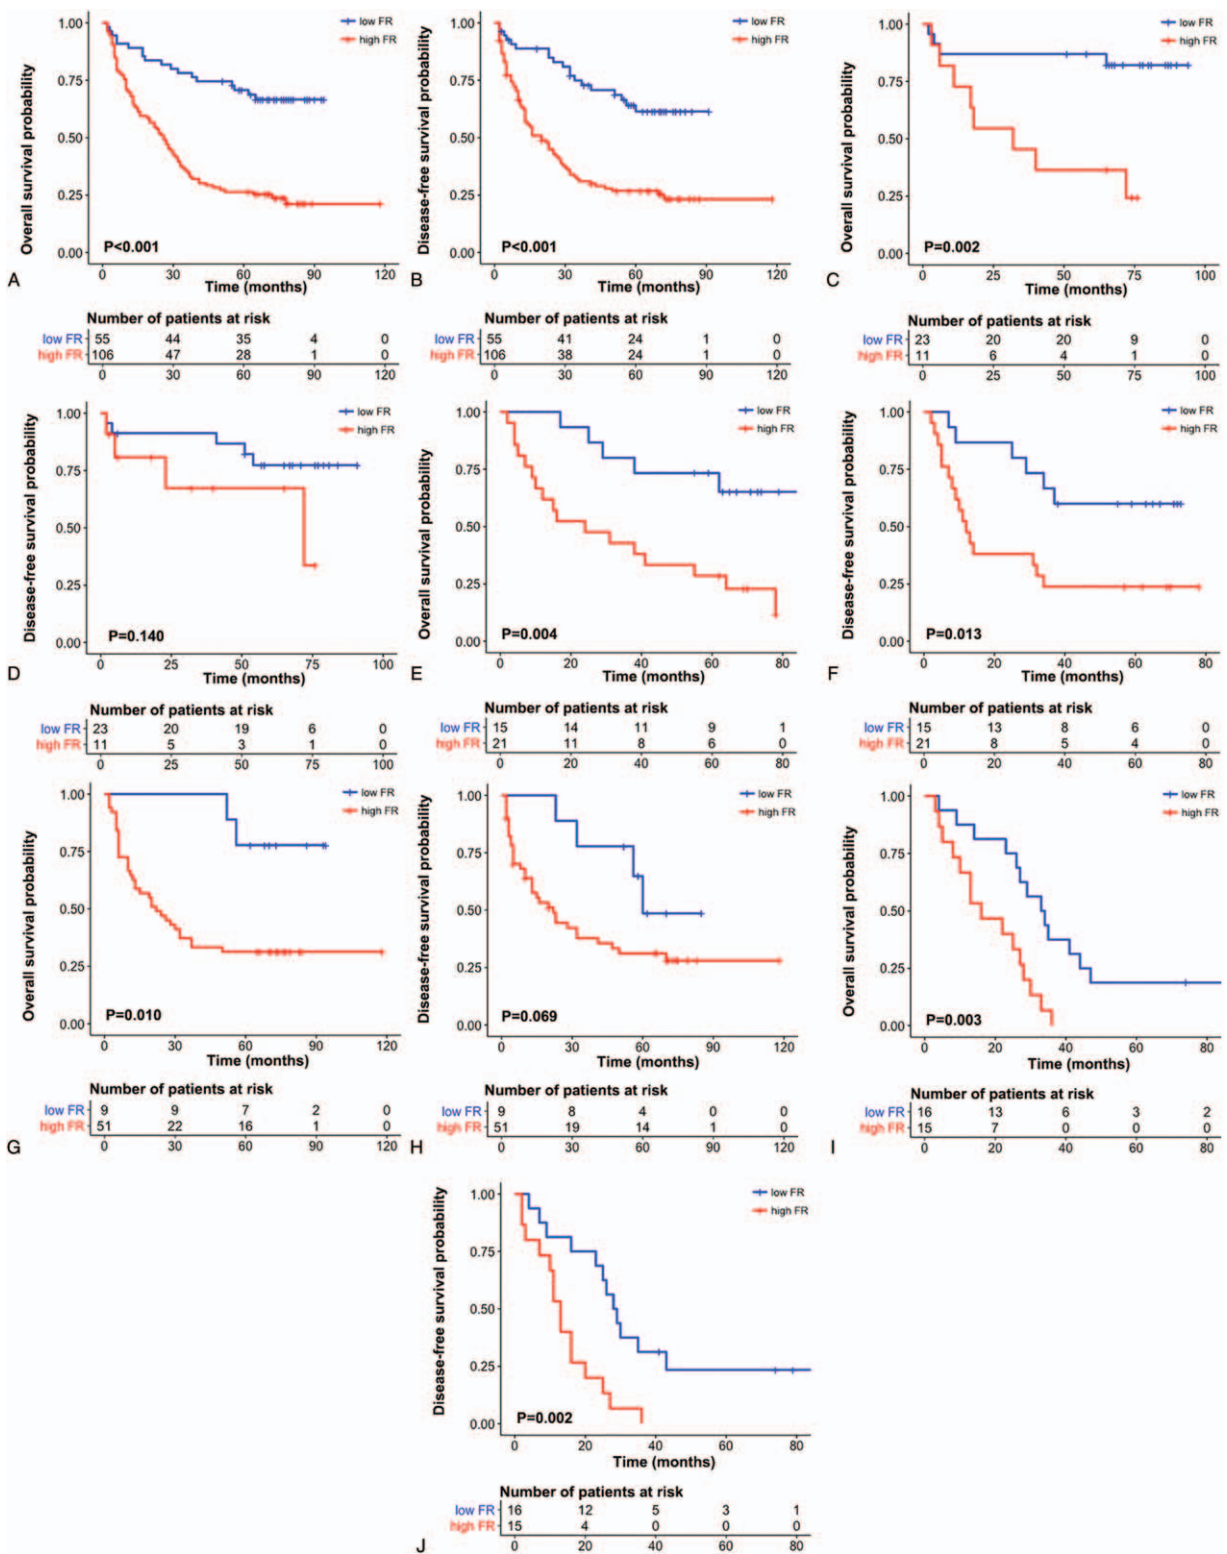 Overall survival probability
1.00
0.75
0.50
0.25
0.00
low FR
high FR
P<0.001
0 30 60 90 120
Time (months)
A
Number of patients at risk
low FR 55 44 35 4 0
high FR 106 47 28 1 0
0 30 60 90 120
Disease-free survival probability
1.00
0.75
0.50
0.25
0.00
low FR
high FR
P<0.001
0 30 60 90 120
Time (months)
B
Number of patients at risk
low FR 55 41 24 1 0
high FR 106 38 24 1 0
0 30 60 90 120
Overall survival probability
1.00
0.75
0.50
0.25
0.00
low FR
high FR
P=0.002
0 25 50 75 100
Time (months)
C
Number of patients at risk
low FR 23 20 20 9 0
high FR 11 6 4 1 0
0 25 50 75 100
Disease-free survival probability
1.00
0.75
0.50
0.25
0.00
low FR
high FR
P=0.140
0 25 50 75 100
Time (months)
D
Number of patients at risk
low FR 23 20 19 6 0
high FR 11 5 3 1 0
0 25 50 75 100
Overall survival probability
1.00
0.75
0.50
0.25
0.00
low FR
high FR
P=0.004
0 20 40 60 80
Time (months)
E
Number of patients at risk
low FR 15 14 11 9 1
high FR 21 11 8 6 0
0 20 40 60 80
Disease-free survival probability
1.00
0.75
0.50
0.25
0.00
low FR
high FR
P=0.013
0 20 40 60 80
Time (months)
F
Number of patients at risk
low FR 15 13 8 6 0
high FR 21 8 5 4 0
0 20 40 60 80
Overall survival probability
1.00
0.75
0.50
0.25
0.00
low FR
high FR
P=0.010
0 30 60 90 120
Time (months)
G
Number of patients at risk
low FR 9 9 7 2 0
high FR 51 22 16 1 0
0 30 60 90 120
Disease-free survival probability
1.00
0.75
0.50
0.25
0.00
low FR
high FR
P=0.069
0 30 60 90 120
Time (months)
H
Number of patients at risk
low FR 9 8 4 0 0
high FR 51 19 14 1 0
0 30 60 90 120
Overall survival probability
1.00
0.75
0.50
0.25
0.00
low FR
high FR
P=0.003
0 20 40 60 80
Time (months)
I
Number of patients at risk
low FR 16 13 6 3 2
high FR 15 7 0 0 0
0 20 40 60 80
Disease-free survival probability
1.00
0.75
0.50
0.25
0.00
low FR
high FR
P=0.002
0 20 40 60 80
Time (months)
J
Number of patients at risk
low FR 16 12 5 3 1
high FR 15 4 0 0 0
0 20 40 60 80